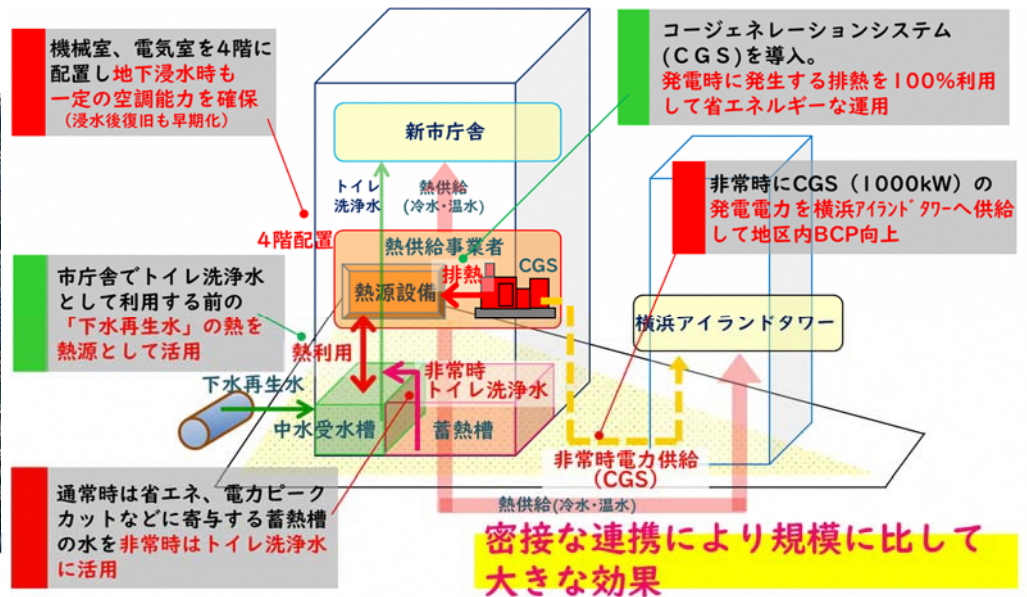 機械室、電気室を4階に
配置し地下浸水時も
一定の空調能力を確保
(浸水後復旧も早期化)
コージェネレーションシステム
(CGS)を導入。
発電時に発生する排熱を100%利用
して省エネルギーな運用
新市庁舎
トイレ
洗浄水
熱供給
(冷水・温水)
非常時にCGS(1000kW)の
発電電力を横浜ｱｲﾗﾝﾄﾞﾀﾜｰへ供給
して地区内BCP向上
4階配置
熱供給事業者
排熱
CGS
熱源設備
市庁舎でトイレ洗浄水
として利用する前の
「下水再生水」の熱を
熱源として活用
横浜アイランドタワー
熱利用
非常時
トイレ洗浄水
下水再生水
中水受水槽
蓄熱槽
非常時電力供給
(CGS)
通常時は省エネ、電力ピーク
カットなどに寄与する蓄熱槽
の水を非常時はトイレ洗浄水
に活用
熱供給(冷水・温水)
密接な連携により規模に比して
大きな効果